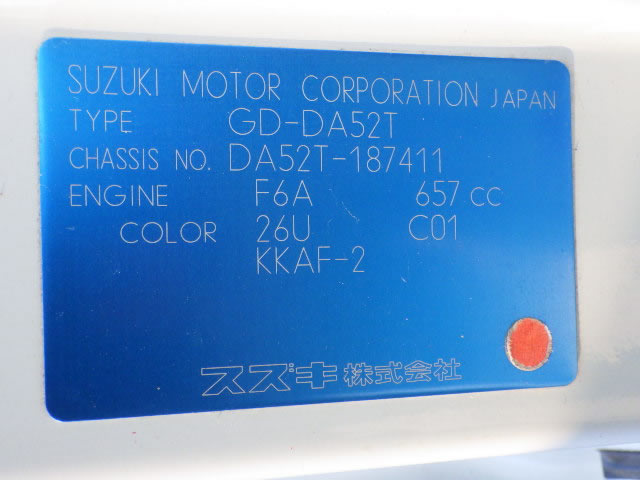 SUZUKI MOTOR CORPORATION JAPAN
TYPE GD-DA52T
CHASSIS NO. DA52T-187411
ENGINE F6A 657 cc
COLOR 26U C01
KKAF-2
スズキ株式会社